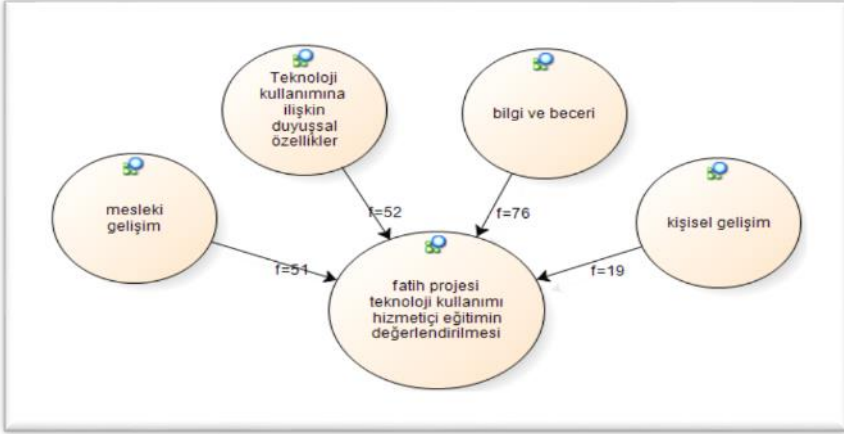 Teknoloji
kullanımına
ilişkin
duyuşsal
özellikler
bilgi ve beceri
mesleki
gelişim
kişisel gelişim
f=52
f=76
f=51
f=19
fatih projesi
teknoloji kullanımı
hizmetiçi eğitimin
değerlendirilmesi